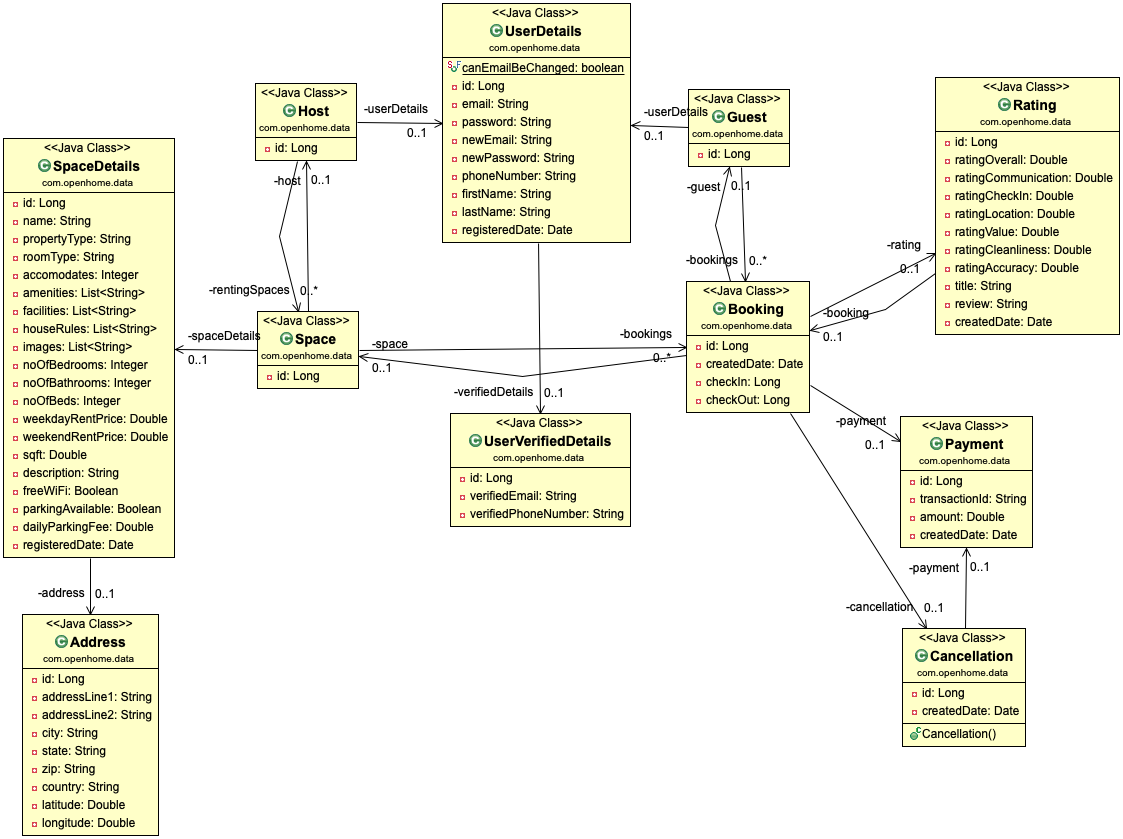 <<Java Class>>
UserDetails
com.openhome.data
canEmailBeChanged: boolean
id: Long
email: String
password: String
newEmail: String
newPassword: String
phoneNumber: String
firstName: String
lastName: String
registeredDate: Date
<<Java Class>>
Host
com.openhome.data
id: Long
-userDetails
0..1
<<Java Class>>
Guest
com.openhome.data
id: Long
-userDetails
0..1
<<Java Class>>
Rating
com.openhome.data
id: Long
ratingOverall: Double
ratingCommunication: Double
ratingCheckIn: Double
ratingLocation: Double
ratingValue: Double
ratingCleanliness: Double
ratingAccuracy: Double
title: String
review: String
createdDate: Date
<<Java Class>>
SpaceDetails
com.openhome.data
id: Long
name: String
propertyType: String
roomType: String
accomodates: Integer
amenities: List<String>
facilities: List<String>
houseRules: List<String>
images: List<String>
noOfBedrooms: Integer
noOfBathrooms: Integer
noOfBeds: Integer
weekdayRentPrice: Double
weekendRentPrice: Double
sqft: Double
description: String
freeWiFi: Boolean
parkingAvailable: Boolean
dailyParkingFee: Double
registeredDate: Date
-host
0..1
-rentingSpaces
0..*
-guest
0..1
-bookings
0..*
-rating
0..1
-booking
0..1
<<Java Class>>
Space
com.openhome.data
id: Long
-spaceDetails
0..1
-space
0..1
-bookings
0..*
<<Java Class>>
Booking
com.openhome.data
id: Long
createdDate: Date
checkIn: Long
checkOut: Long
-verifiedDetails
0..1
<<Java Class>>
UserVerifiedDetails
com.openhome.data
id: Long
verifiedEmail: String
verifiedPhoneNumber: String
-payment
0..1
<<Java Class>>
Payment
com.openhome.data
id: Long
transactionId: String
amount: Double
createdDate: Date
-payment
0..1
-cancellation
0..1
<<Java Class>>
Cancellation
com.openhome.data
id: Long
createdDate: Date
Cancellation()
-address
0..1
<<Java Class>>
Address
com.openhome.data
id: Long
addressLine1: String
addressLine2: String
city: String
state: String
zip: String
country: String
latitude: Double
longitude: Double